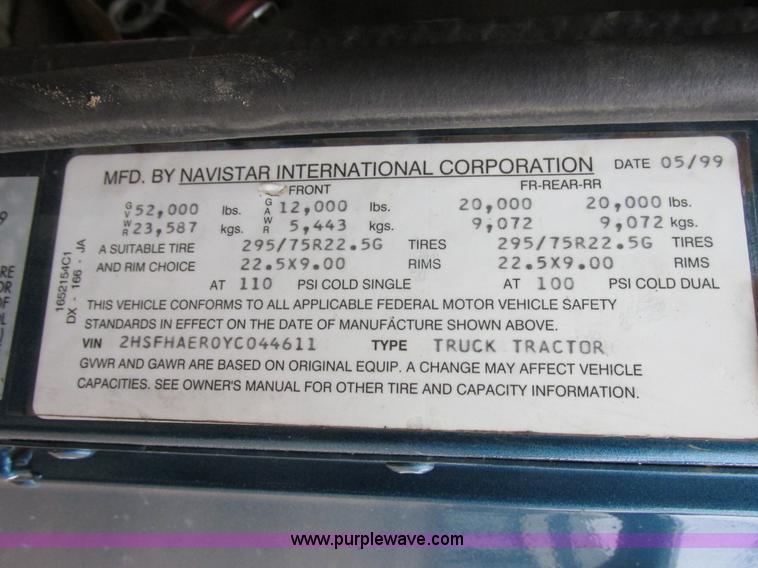 MFD. BY NAVISTAR INTERNATIONAL CORPORATION DATE 05/99
FRONT FR-REAR-RR
GVWR 52,000 lbs. GAWR 12,000 lbs. 20,000 20,000 lbs.
23,587 kgs. 5,443 kgs. 9,072 9,072 kgs.
A SUITABLE TIRE 295/75R22.5G TIRES 295/75R22.5G TIRES
AND RIM CHOICE 22.5X9.00 RIMS 22.5X9.00 RIMS
AT 110 PSI COLD SINGLE AT 100 PSI COLD DUAL
THIS VEHICLE CONFORMS TO ALL APPLICABLE FEDERAL MOTOR VEHICLE SAFETY
STANDARDS IN EFFECT ON THE DATE OF MANUFACTURE SHOWN ABOVE.
VIN 2HSFHAER0YC044611 TYPE TRUCK TRACTOR
GVWR AND GAWR ARE BASED ON ORIGINAL EQUIP. A CHANGE MAY AFFECT VEHICLE
CAPACITIES. SEE OWNER'S MANUAL FOR OTHER TIRE AND CAPACITY INFORMATION.
1652154C1
DX - 166 - JA
www.purplewave.com